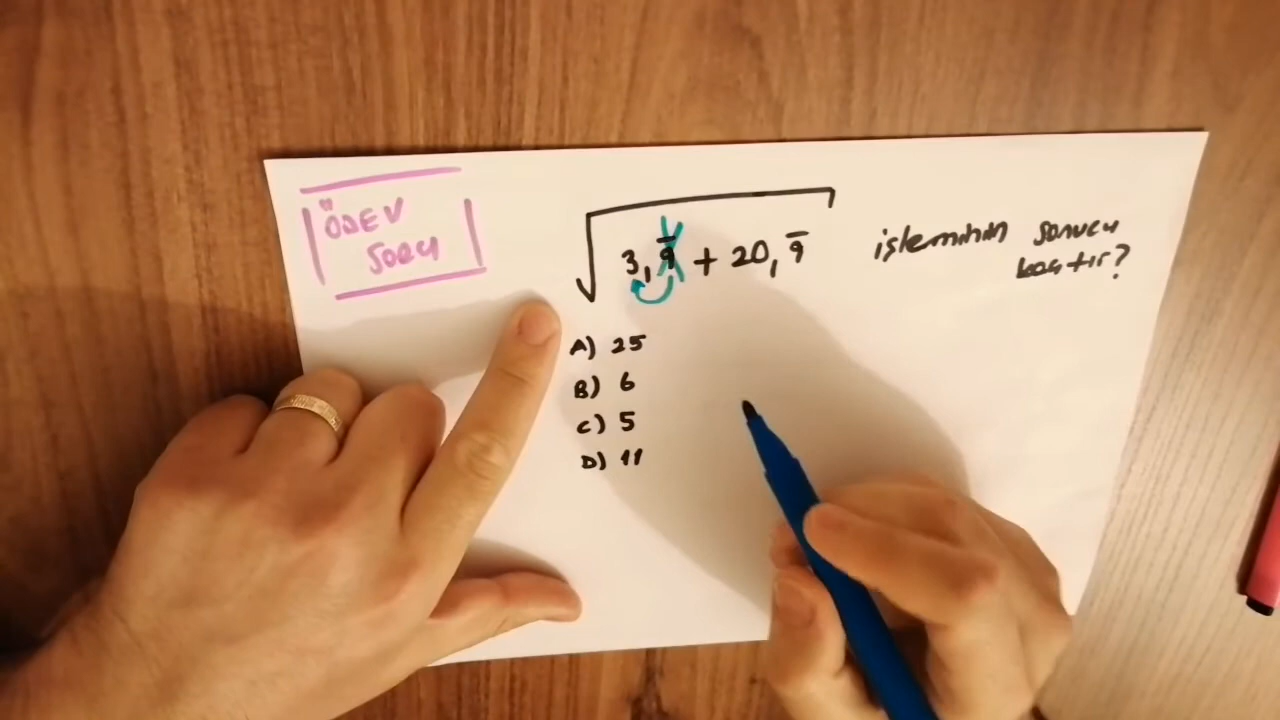 ÖDEV
SORU
√3,9̅ + 20,9̅ işleminin sonucu
kaçtır?
A) 25
B) 6
C) 5
D) 11